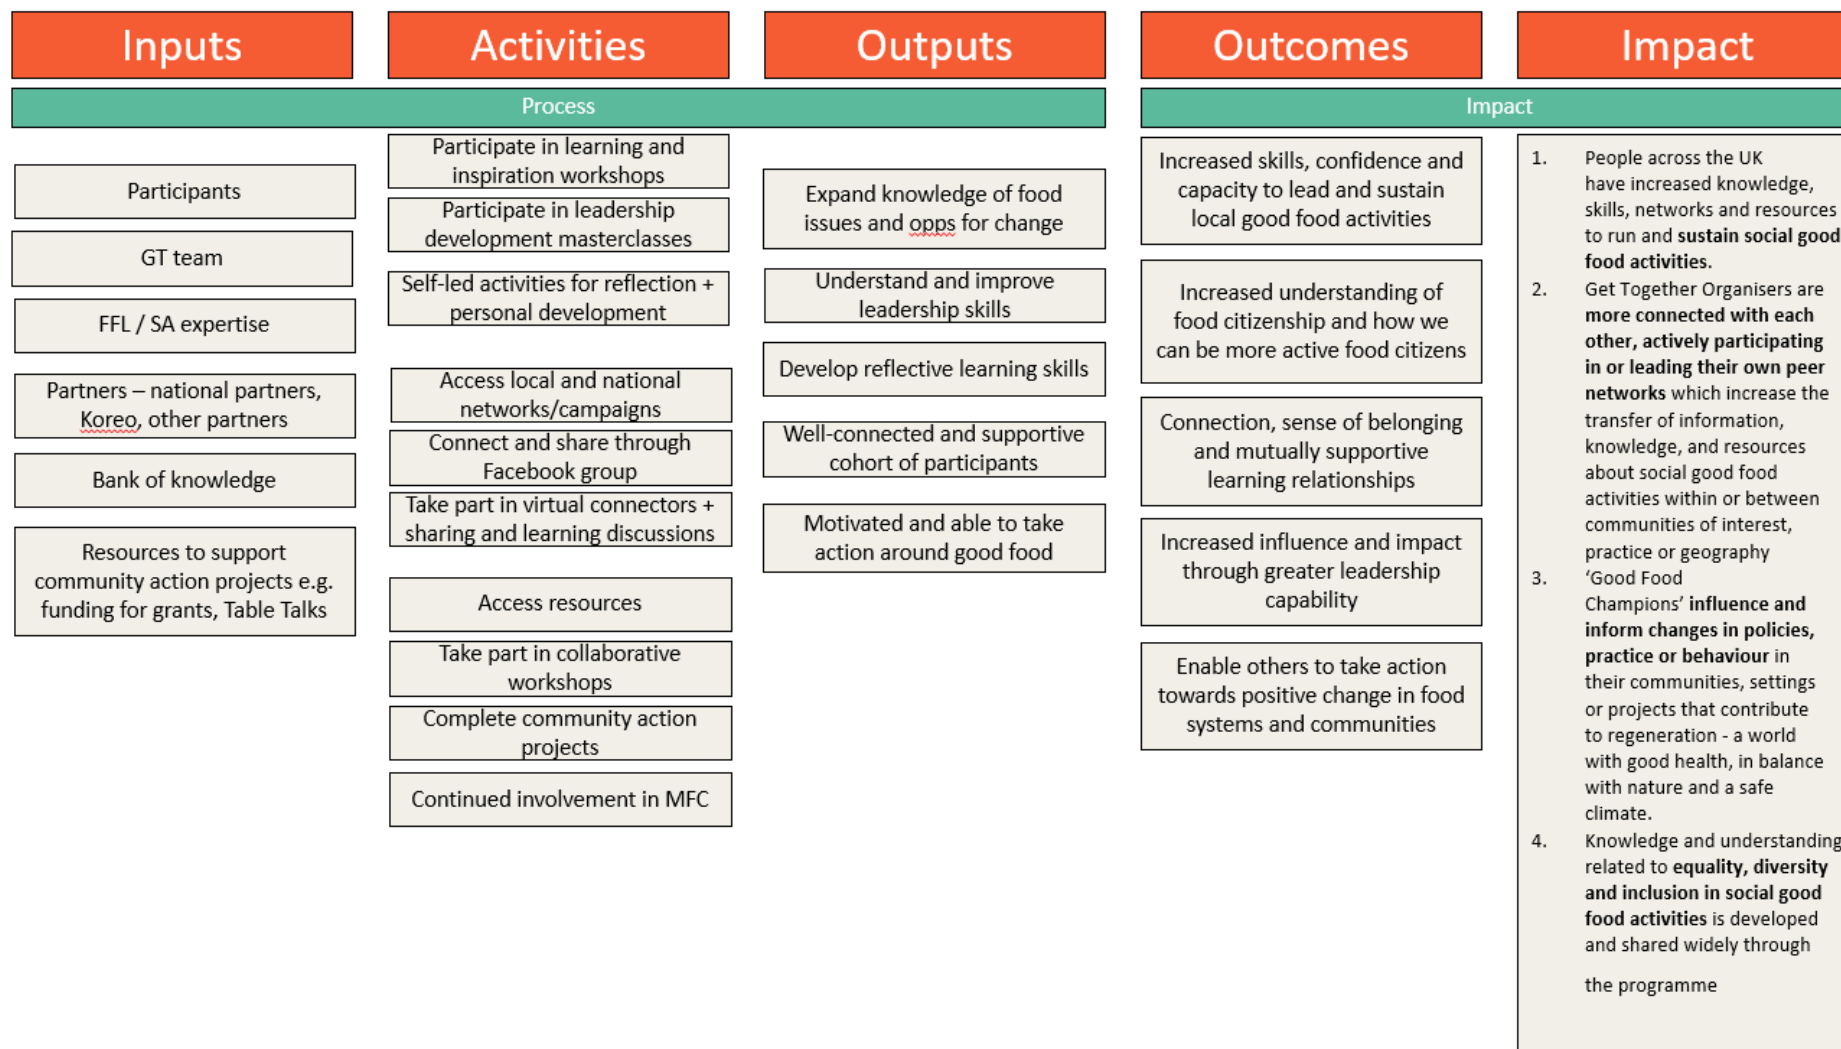 Inputs
Activities
Outputs
Outcomes
Impact
Process
Impact
Participants
GT team
FFL / SA expertise
Partners – national partners,
Koreo, other partners
Bank of knowledge
Resources to support
community action projects e.g.
funding for grants, Table Talks
Participate in learning and
inspiration workshops
Participate in leadership
development masterclasses
Self-led activities for reflection +
personal development
Access local and national
networks/campaigns
Connect and share through
Facebook group
Take part in virtual connectors +
sharing and learning discussions
Access resources
Take part in collaborative
workshops
Complete community action
projects
Continued involvement in MFC
Expand knowledge of food
issues and opps for change
Understand and improve
leadership skills
Develop reflective learning skills
Well-connected and supportive
cohort of participants
Motivated and able to take
action around good food
Increased skills, confidence and
capacity to lead and sustain
local good food activities
Increased understanding of
food citizenship and how we
can be more active food citizens
Connection, sense of belonging
and mutually supportive
learning relationships
Increased influence and impact
through greater leadership
capability
Enable others to take action
towards positive change in food
systems and communities
1. People across the UK
have increased knowledge,
skills, networks and resources
to run and sustain social good
food activities.
2. Get Together Organisers are
more connected with each
other, actively participating
in or leading their own peer
networks which increase the
transfer of information,
knowledge, and resources
about social good food
activities within or between
communities of interest,
practice or geography
3. ‘Good Food
Champions’ influence and
inform changes in policies,
practice or behaviour in
their communities, settings
or projects that contribute
to regeneration - a world
with good health, in balance
with nature and a safe
climate.
4. Knowledge and understanding
related to equality, diversity
and inclusion in social good
food activities is developed
and shared widely through
the programme